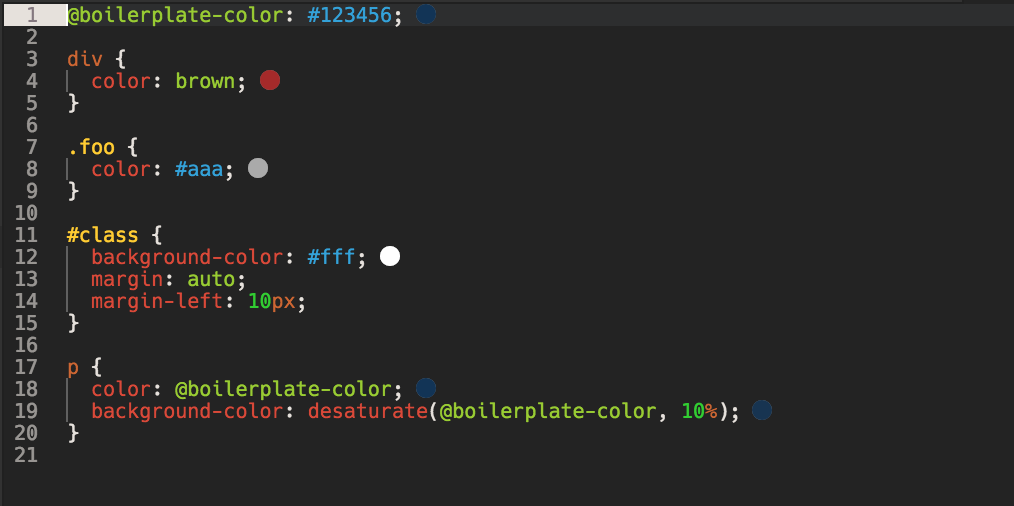 1 @boilerplate-color: #123456;
2
3 div {
4   color: brown;
5 }
6
7 .foo {
8   color: #aaa;
9 }
10
11 #class {
12   background-color: #fff;
13   margin: auto;
14   margin-left: 10px;
15 }
16
17 p {
18   color: @boilerplate-color;
19   background-color: desaturate(@boilerplate-color, 10%);
20 }
21